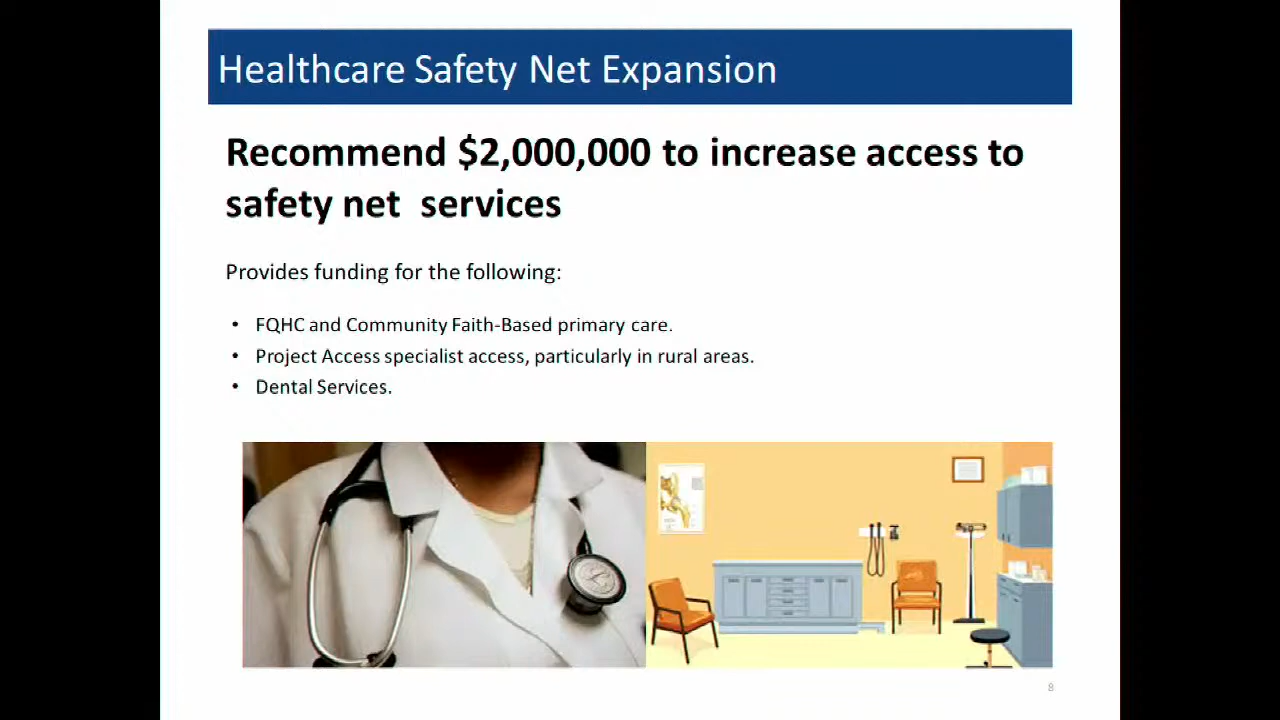 Healthcare Safety Net Expansion
Recommend $2,000,000 to increase access to
safety net  services
Provides funding for the following:
• FQHC and Community Faith-Based primary care.
• Project Access specialist access, particularly in rural areas.
• Dental Services.
8